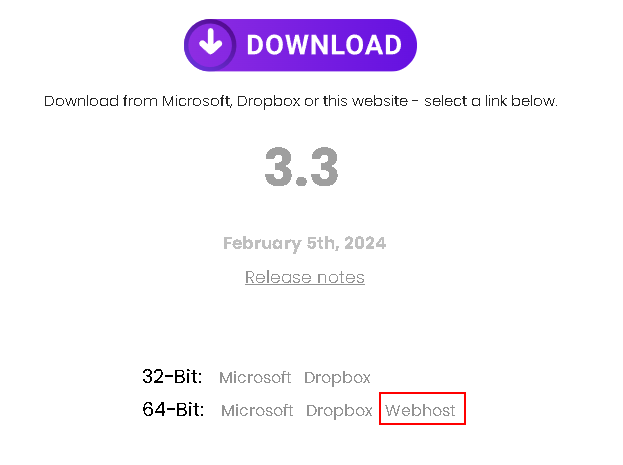 DOWNLOAD
Download from Microsoft, Dropbox or this website - select a link below.
3.3
February 5th, 2024
Release notes
32-Bit: Microsoft Dropbox
64-Bit: Microsoft Dropbox Webhost